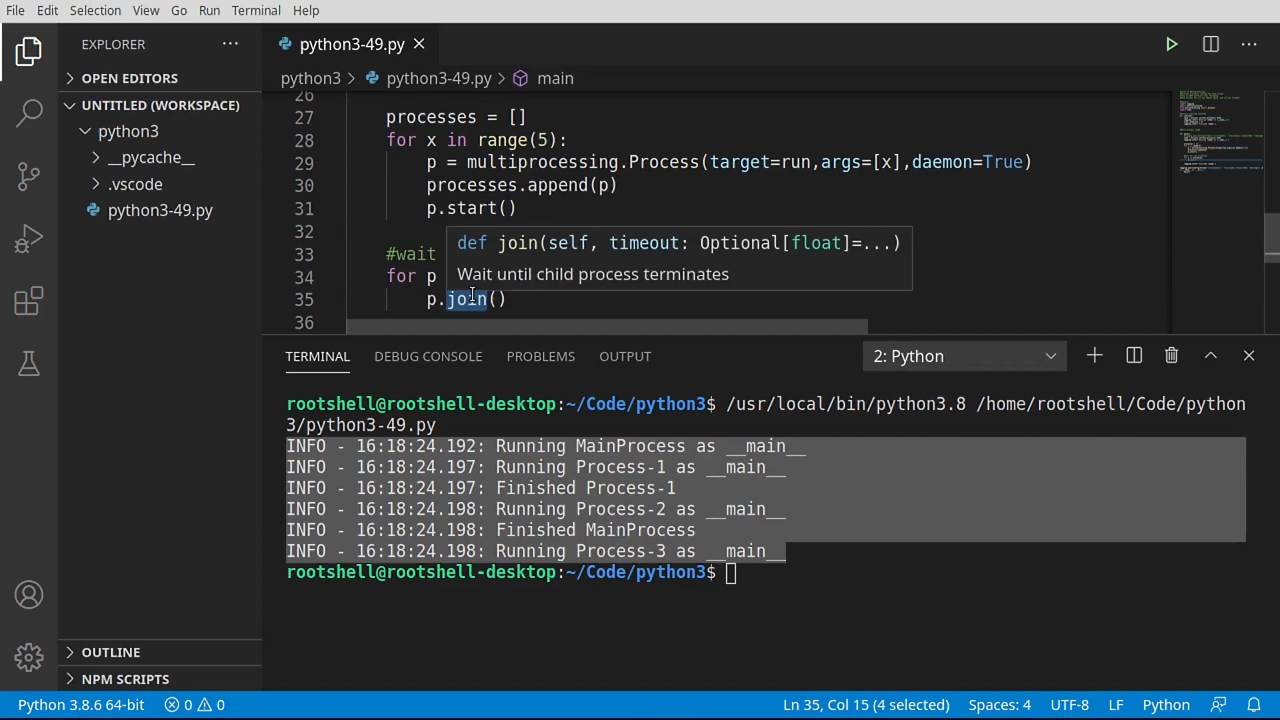 File Edit Selection View Go Run Terminal Help
EXPLORER
python3-49.py
OPEN EDITORS
python3 python3-49.py main
UNTITLED (WORKSPACE)
python3
__pycache__
.vscode
python3-49.py
26
27 processes = []
28 for x in range(5):
29 p = multiprocessing.Process(target=run,args=[x],daemon=True)
30 processes.append(p)
31 p.start()
32
def join(self, timeout: Optional[float]=...)
33 #wait
Wait until child process terminates
34 for p
35 p.join()
36
TERMINAL DEBUG CONSOLE PROBLEMS OUTPUT 2: Python
rootshell@rootshell-desktop:~/Code/python3$ /usr/local/bin/python3.8 /home/rootshell/Code/python
3/python3-49.py
INFO - 16:18:24.192: Running MainProcess as __main__
INFO - 16:18:24.197: Running Process-1 as __main__
INFO - 16:18:24.197: Finished Process-1
INFO - 16:18:24.198: Running Process-2 as __main__
INFO - 16:18:24.198: Finished MainProcess
INFO - 16:18:24.198: Running Process-3 as __main__
rootshell@rootshell-desktop:~/Code/python3$
OUTLINE
NPM SCRIPTS
Python 3.8.6 64-bit 0 0 Ln 35, Col 15 (4 selected) Spaces: 4 UTF-8 LF Python